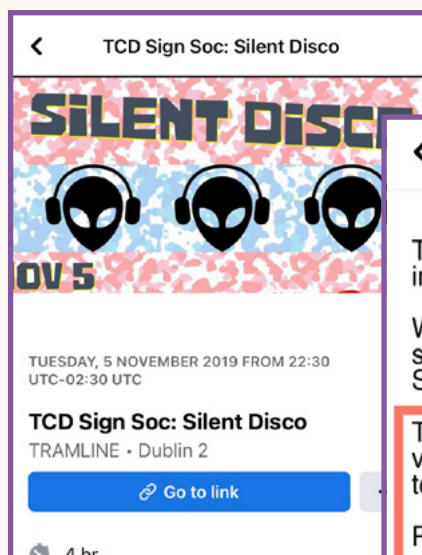 TCD Sign Soc: Silent Disco
SiLENT DiSC
NOV 5
TUESDAY, 5 NOVEMBER 2019 FROM 22:30
UTC-02:30 UTC
TCD Sign Soc: Silent Disco
TRAMLINE • Dublin 2
Go to link
4 hr